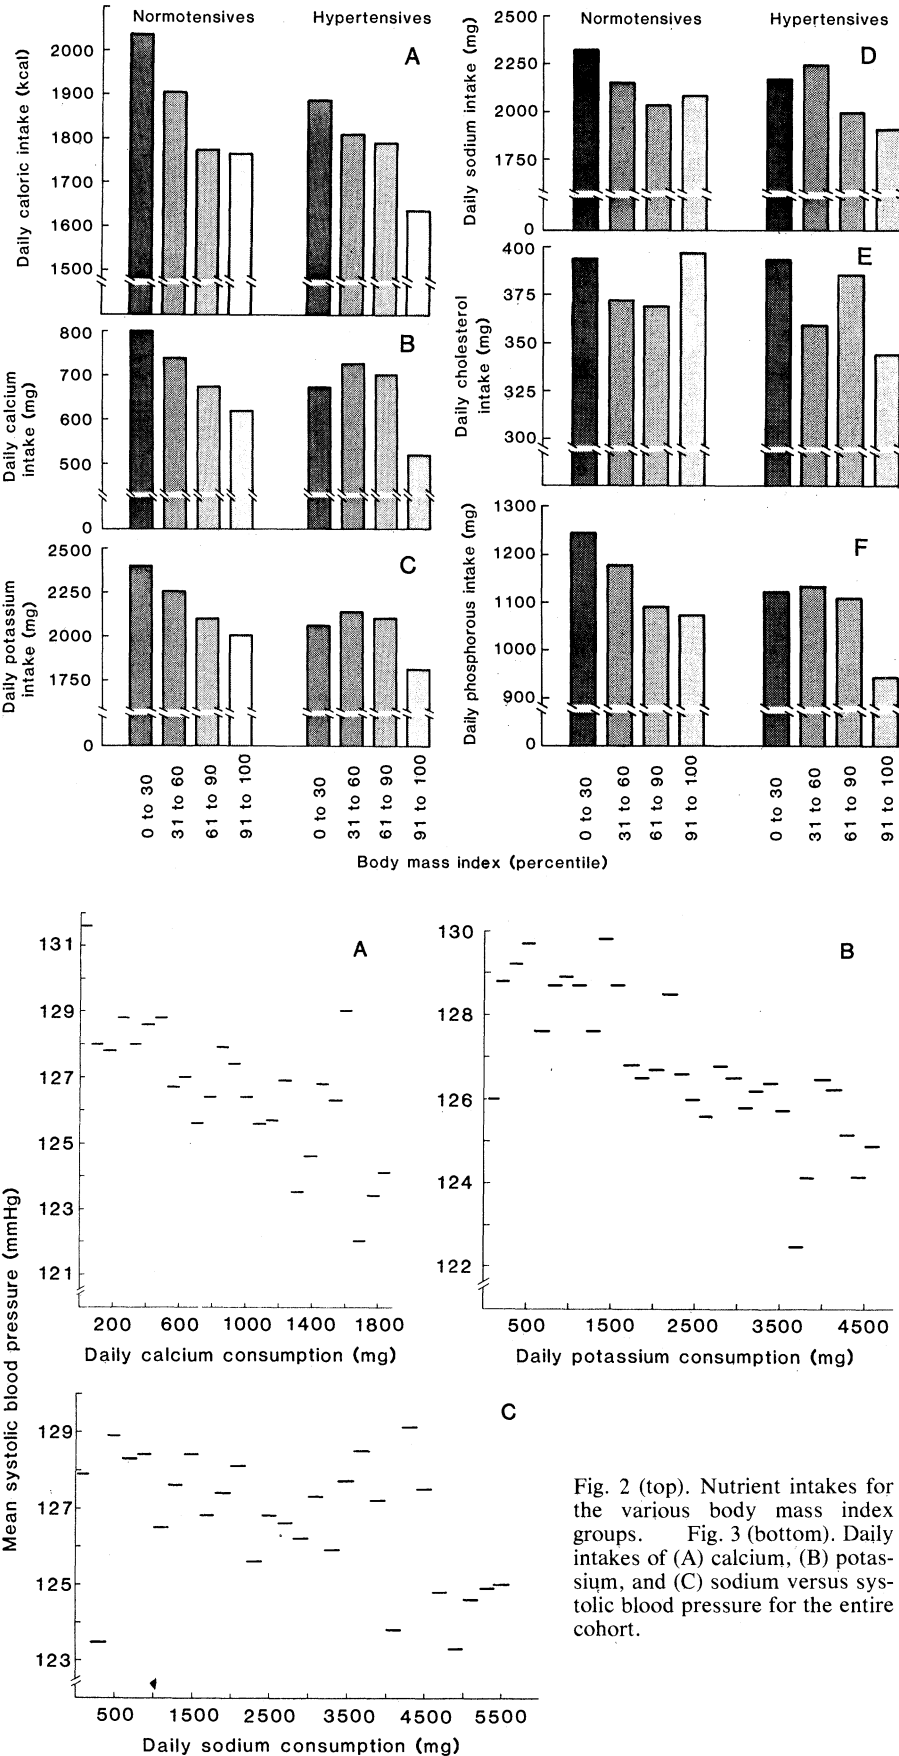 Normotensives
Hypertensives
A
Daily caloric intake (kcal)
2000
1900
1800
1700
1600
1500
B
Daily calcium
intake (mg)
800
700
600
500
0
C
Daily potassium
intake (mg)
2500
2250
2000
1750
0
0 to 30
31 to 60
61 to 90
91 to 100
0 to 30
31 to 60
61 to 90
91 to 100
Normotensives
Hypertensives
D
Daily sodium intake (mg)
2500
2250
2000
1750
0
E
Daily cholesterol
intake (mg)
400
375
350
325
300
F
Daily phosphorous intake (mg)
1300
1200
1100
1000
900
0
0 to 30
31 to 60
61 to 90
91 to 100
0 to 30
31 to 60
61 to 90
91 to 100
Body mass index (percentile)
Mean systolic blood pressure (mmHg)
A
131
129
127
125
123
121
200 600 1000 1400 1800
Daily calcium consumption (mg)
B
130
128
126
124
122
500 1500 2500 3500 4500
Daily potassium consumption (mg)
C
129
127
125
123
500 1500 2500 3500 4500 5500
Daily sodium consumption (mg)
Fig. 2 (top). Nutrient intakes for
the various body mass index
groups. Fig. 3 (bottom). Daily
intakes of (A) calcium, (B) potas-
sium, and (C) sodium versus sys-
tolic blood pressure for the entire
cohort.